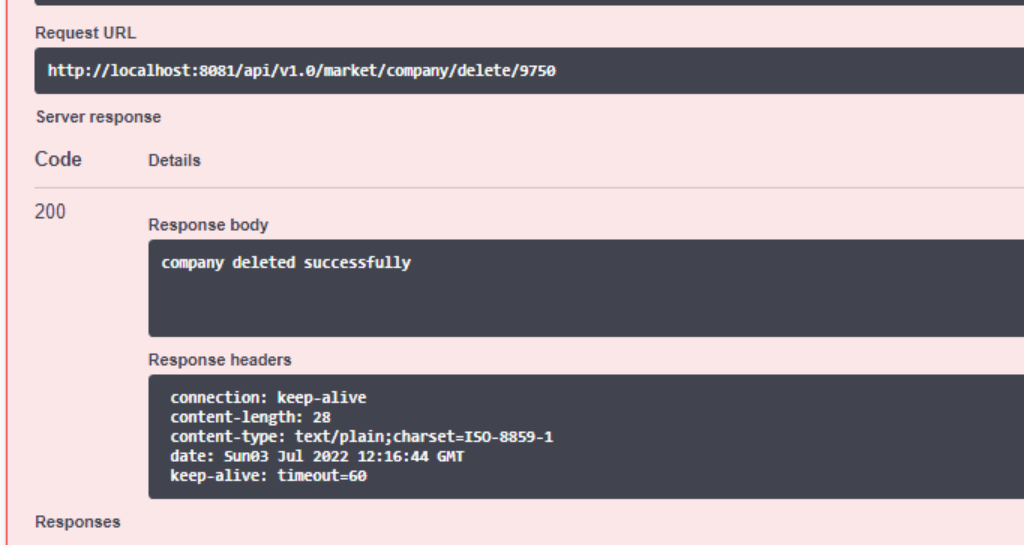 Request URL
http://localhost:8081/api/v1.0/market/company/delete/9750
Server response
Code Details
200
Response body
company deleted successfully
Response headers
connection: keep-alive
content-length: 28
content-type: text/plain;charset=ISO-8859-1
date: Sun03 Jul 2022 12:16:44 GMT
keep-alive: timeout=60
Responses